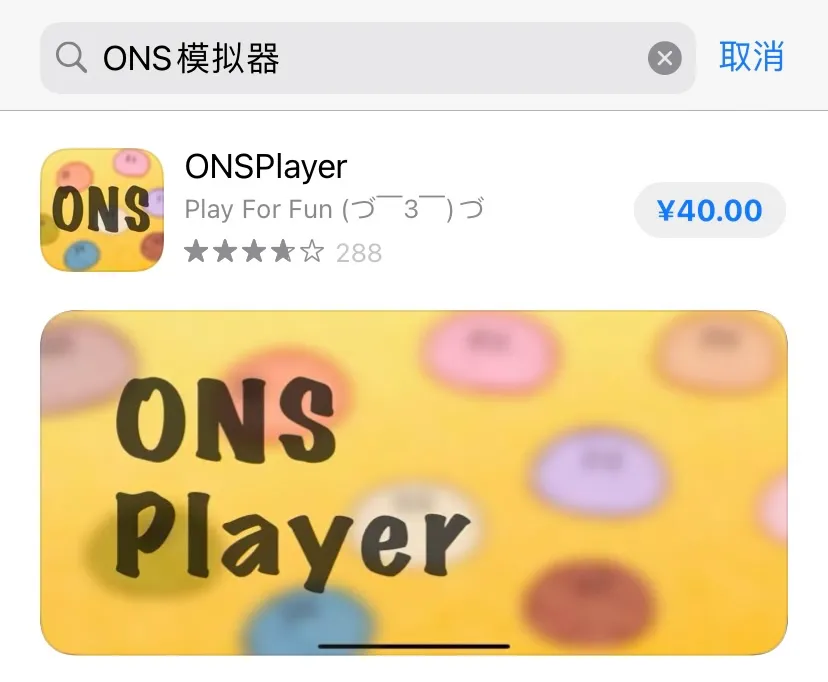 ONS模拟器
取消
ONSPlayer
Play For Fun (づ￣3￣)づ
¥40.00
288
ONS
ONS
Player